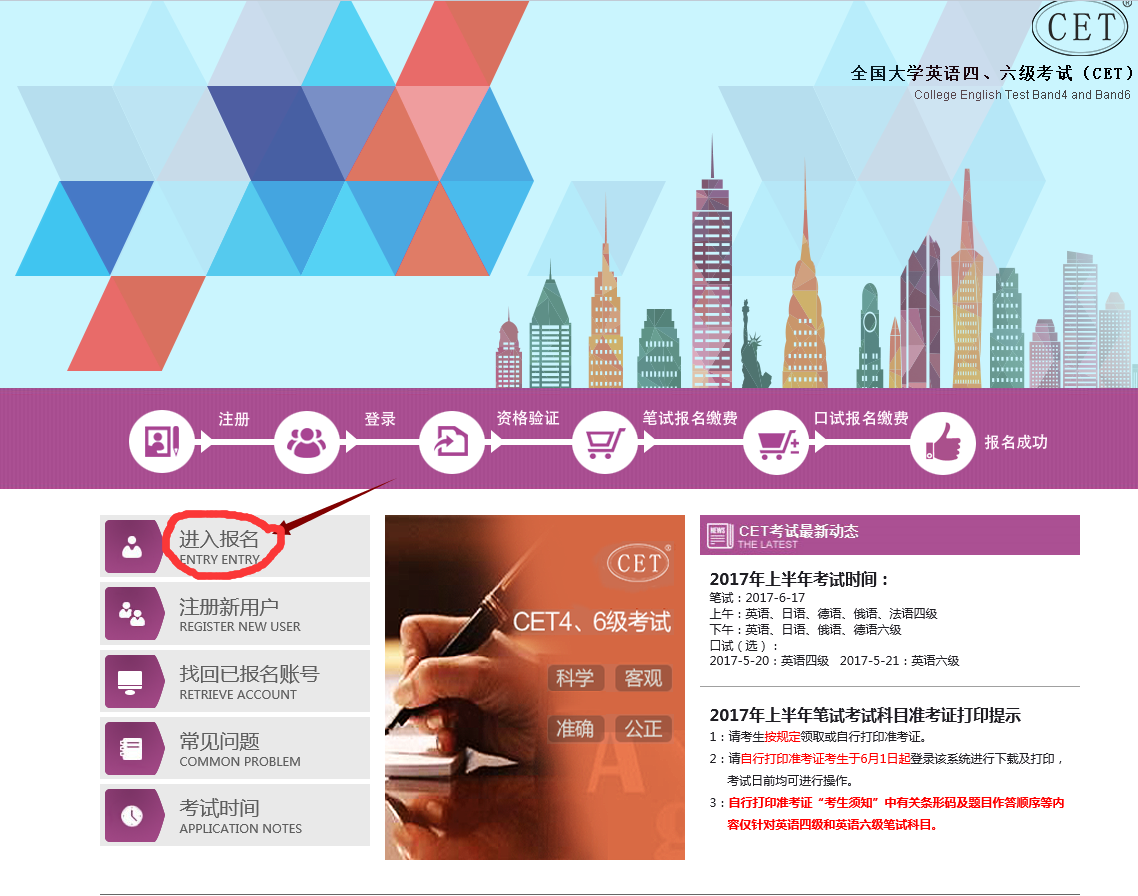 CET®
全国大学英语四、六级考试（CET）
College English Test Band4 and Band6
注册
登录
资格验证
笔试报名缴费
口试报名缴费
报名成功
进入报名
ENTRY ENTRY
注册新用户
REGISTER NEW USER
找回已报名账号
RETRIEVE ACCOUNT
常见问题
COMMON PROBLEM
考试时间
APPLICATION NOTES
CET®
CET4、6级考试
科学 客观
准确 公正
NEWS
CET考试最新动态
THE LATEST
2017年上半年考试时间：
笔试：2017-6-17
上午：英语、日语、德语、俄语、法语四级
下午：英语、日语、俄语、德语六级
口试（选）：
2017-5-20：英语四级 2017-5-21：英语六级
2017年上半年笔试考试科目准考证打印提示
1：请考生按规定领取或自行打印准考证。
2：请自行打印准考证考生于6月1日起登录该系统进行下载及打印，
考试日前均可进行操作。
3：自行打印准考证“考生须知”中有关条形码及题目作答顺序等内
容仅针对英语四级和英语六级笔试科目。